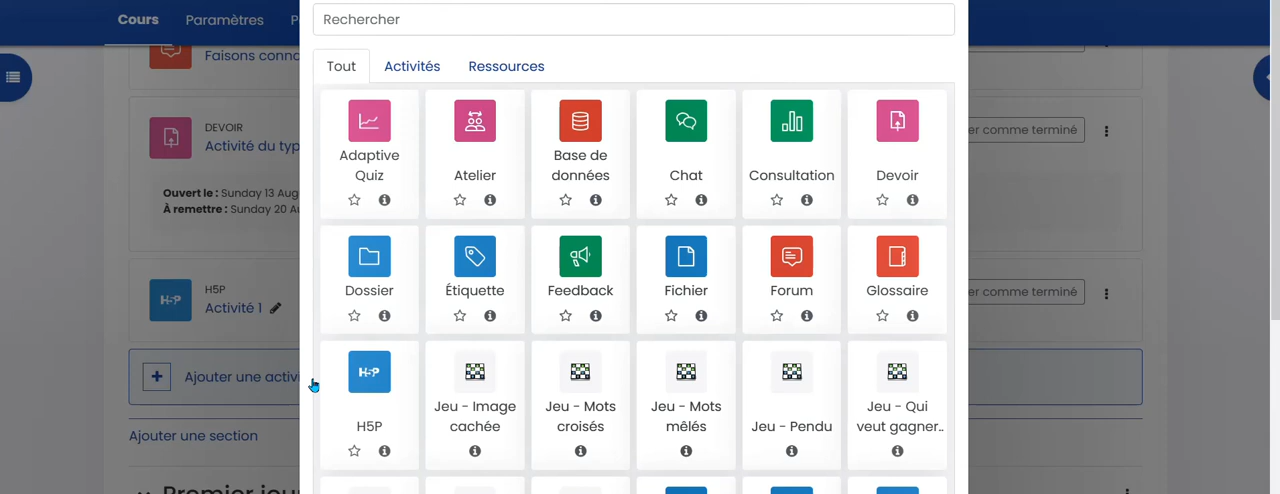 Cours Paramètres P
Rechercher
Faisons conn
Tout Activités Ressources
DEVOIR
Activité du typ
er comme terminé
Ouvert le : Sunday 13 Aug
À remettre : Sunday 20 Au
Adaptive
Quiz
Atelier
Base de
données
Chat
Consultation
Devoir
Dossier
Étiquette
Feedback
Fichier
Forum
Glossaire
H5P
Activité 1
er comme terminé
H-5P
H5P
Jeu - Image
cachée
Jeu - Mots
croisés
Jeu - Mots
mêlés
Jeu - Pendu
Jeu - Qui
veut gagner..
Ajouter une activi
Ajouter une section